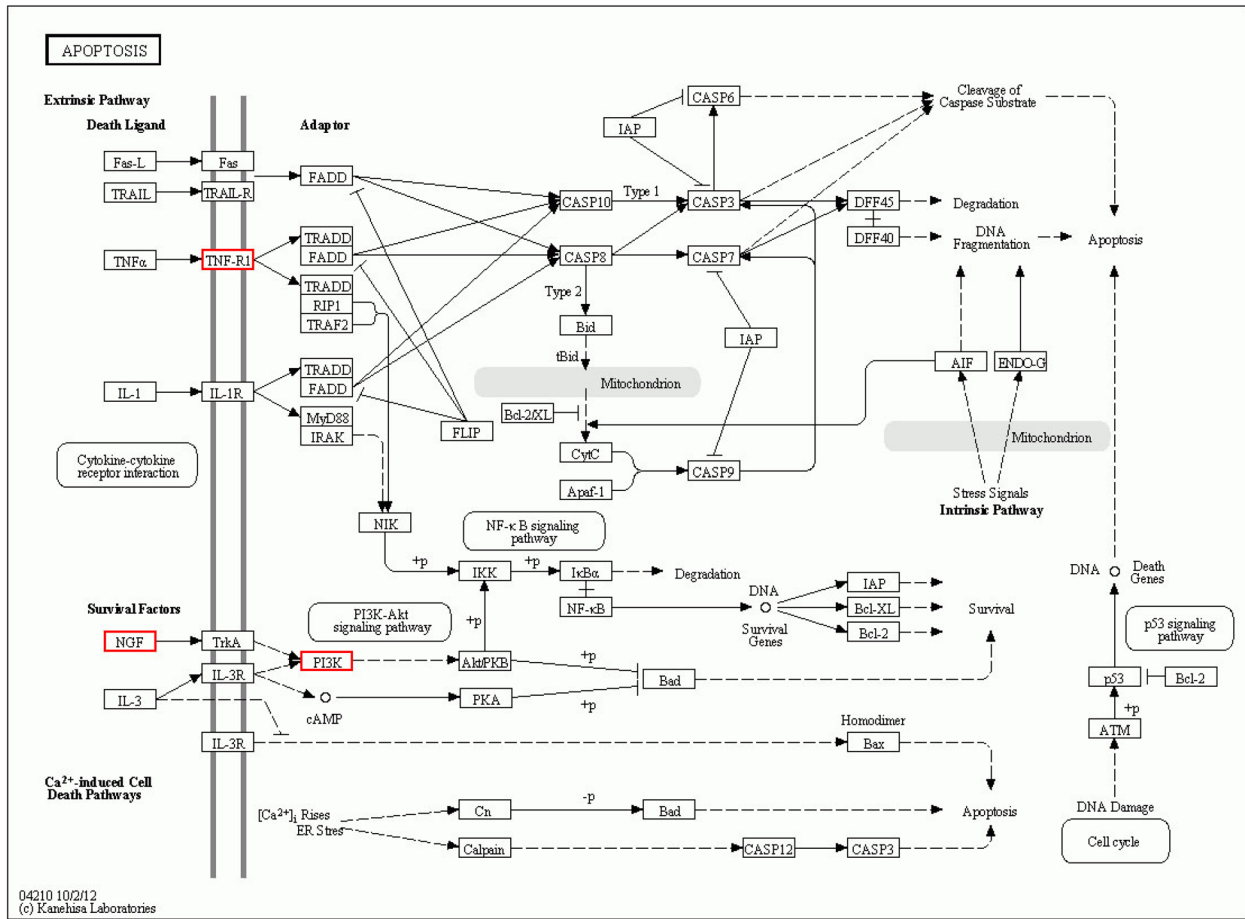 APOPTOSIS
Extrinsic Pathway
Death Ligand
Adaptor
Fas-L
Fas
TRAIL
TRAIL-R
FADD
CASP6
IAP
Cleavage of
Caspase Substrate
CASP10
Type 1
CASP3
DFF45
Degradation
TNFα
TNF-R1
TRADD
FADD
TRADD
RIP1
TRAF2
CASP8
CASP7
DFF40
DNA
Fragmentation
Apoptosis
Type 2
Bid
tBid
IAP
Mitochondrion
AIF
ENDO-G
IL-1
IL-1R
TRADD
FADD
MyD88
IRAK
FLIP
Bcl-2/XL
CytC
Apaf-1
CASP9
Mitochondrion
Stress Signals
Intrinsic Pathway
Cytokine-cytokine
receptor interaction
NIK
NF-κ B signaling
pathway
+p
IKK
+p
IκBα
Degradation
NF-κB
DNA
Survival
Genes
IAP
Bcl-XL
Bcl-2
Survival
DNA
Death
Genes
Survival Factors
PI3K-Akt
signaling pathway
+p
p53 signaling
pathway
NGF
TrkA
PI3K
Akt/PKB
+p
Bad
IL-3
IL-3R
cAMP
PKA
+p
p53
Bcl-2
+p
ATM
IL-3R
Homodimer
Bax
Ca2+-induced Cell
Death Pathways
[Ca2+]i Rises
ER Stres
Cn
-p
Bad
Apoptosis
Calpain
CASP12
CASP3
DNA Damage
Cell cycle
04210 10/2/12
(c) Kanehisa Laboratories